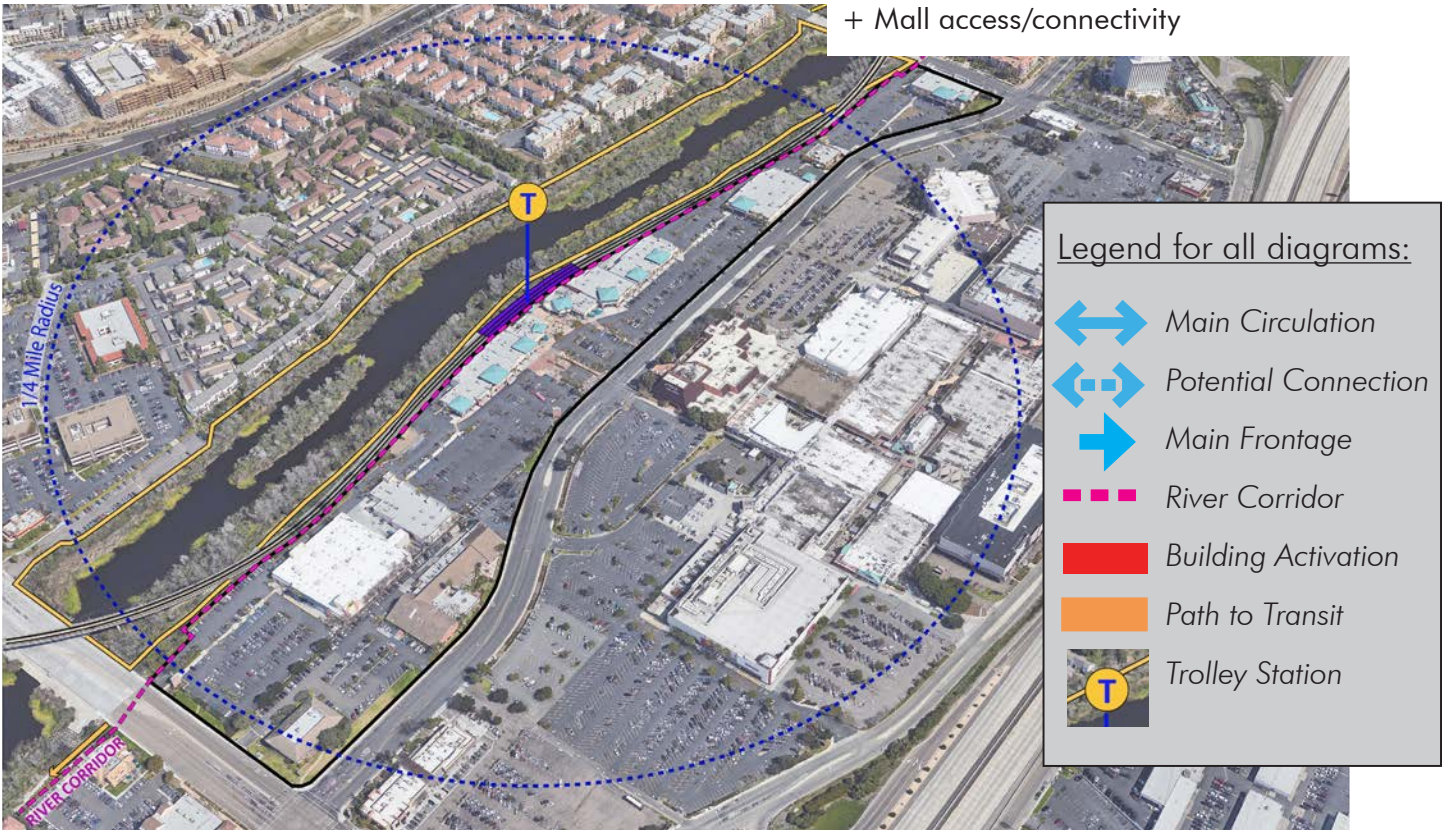 + Mall access/connectivity
T
1/4 Mile Radius
RIVER CORRIDOR
Legend for all diagrams:
Main Circulation
Potential Connection
Main Frontage
River Corridor
Building Activation
Path to Transit
T
Trolley Station